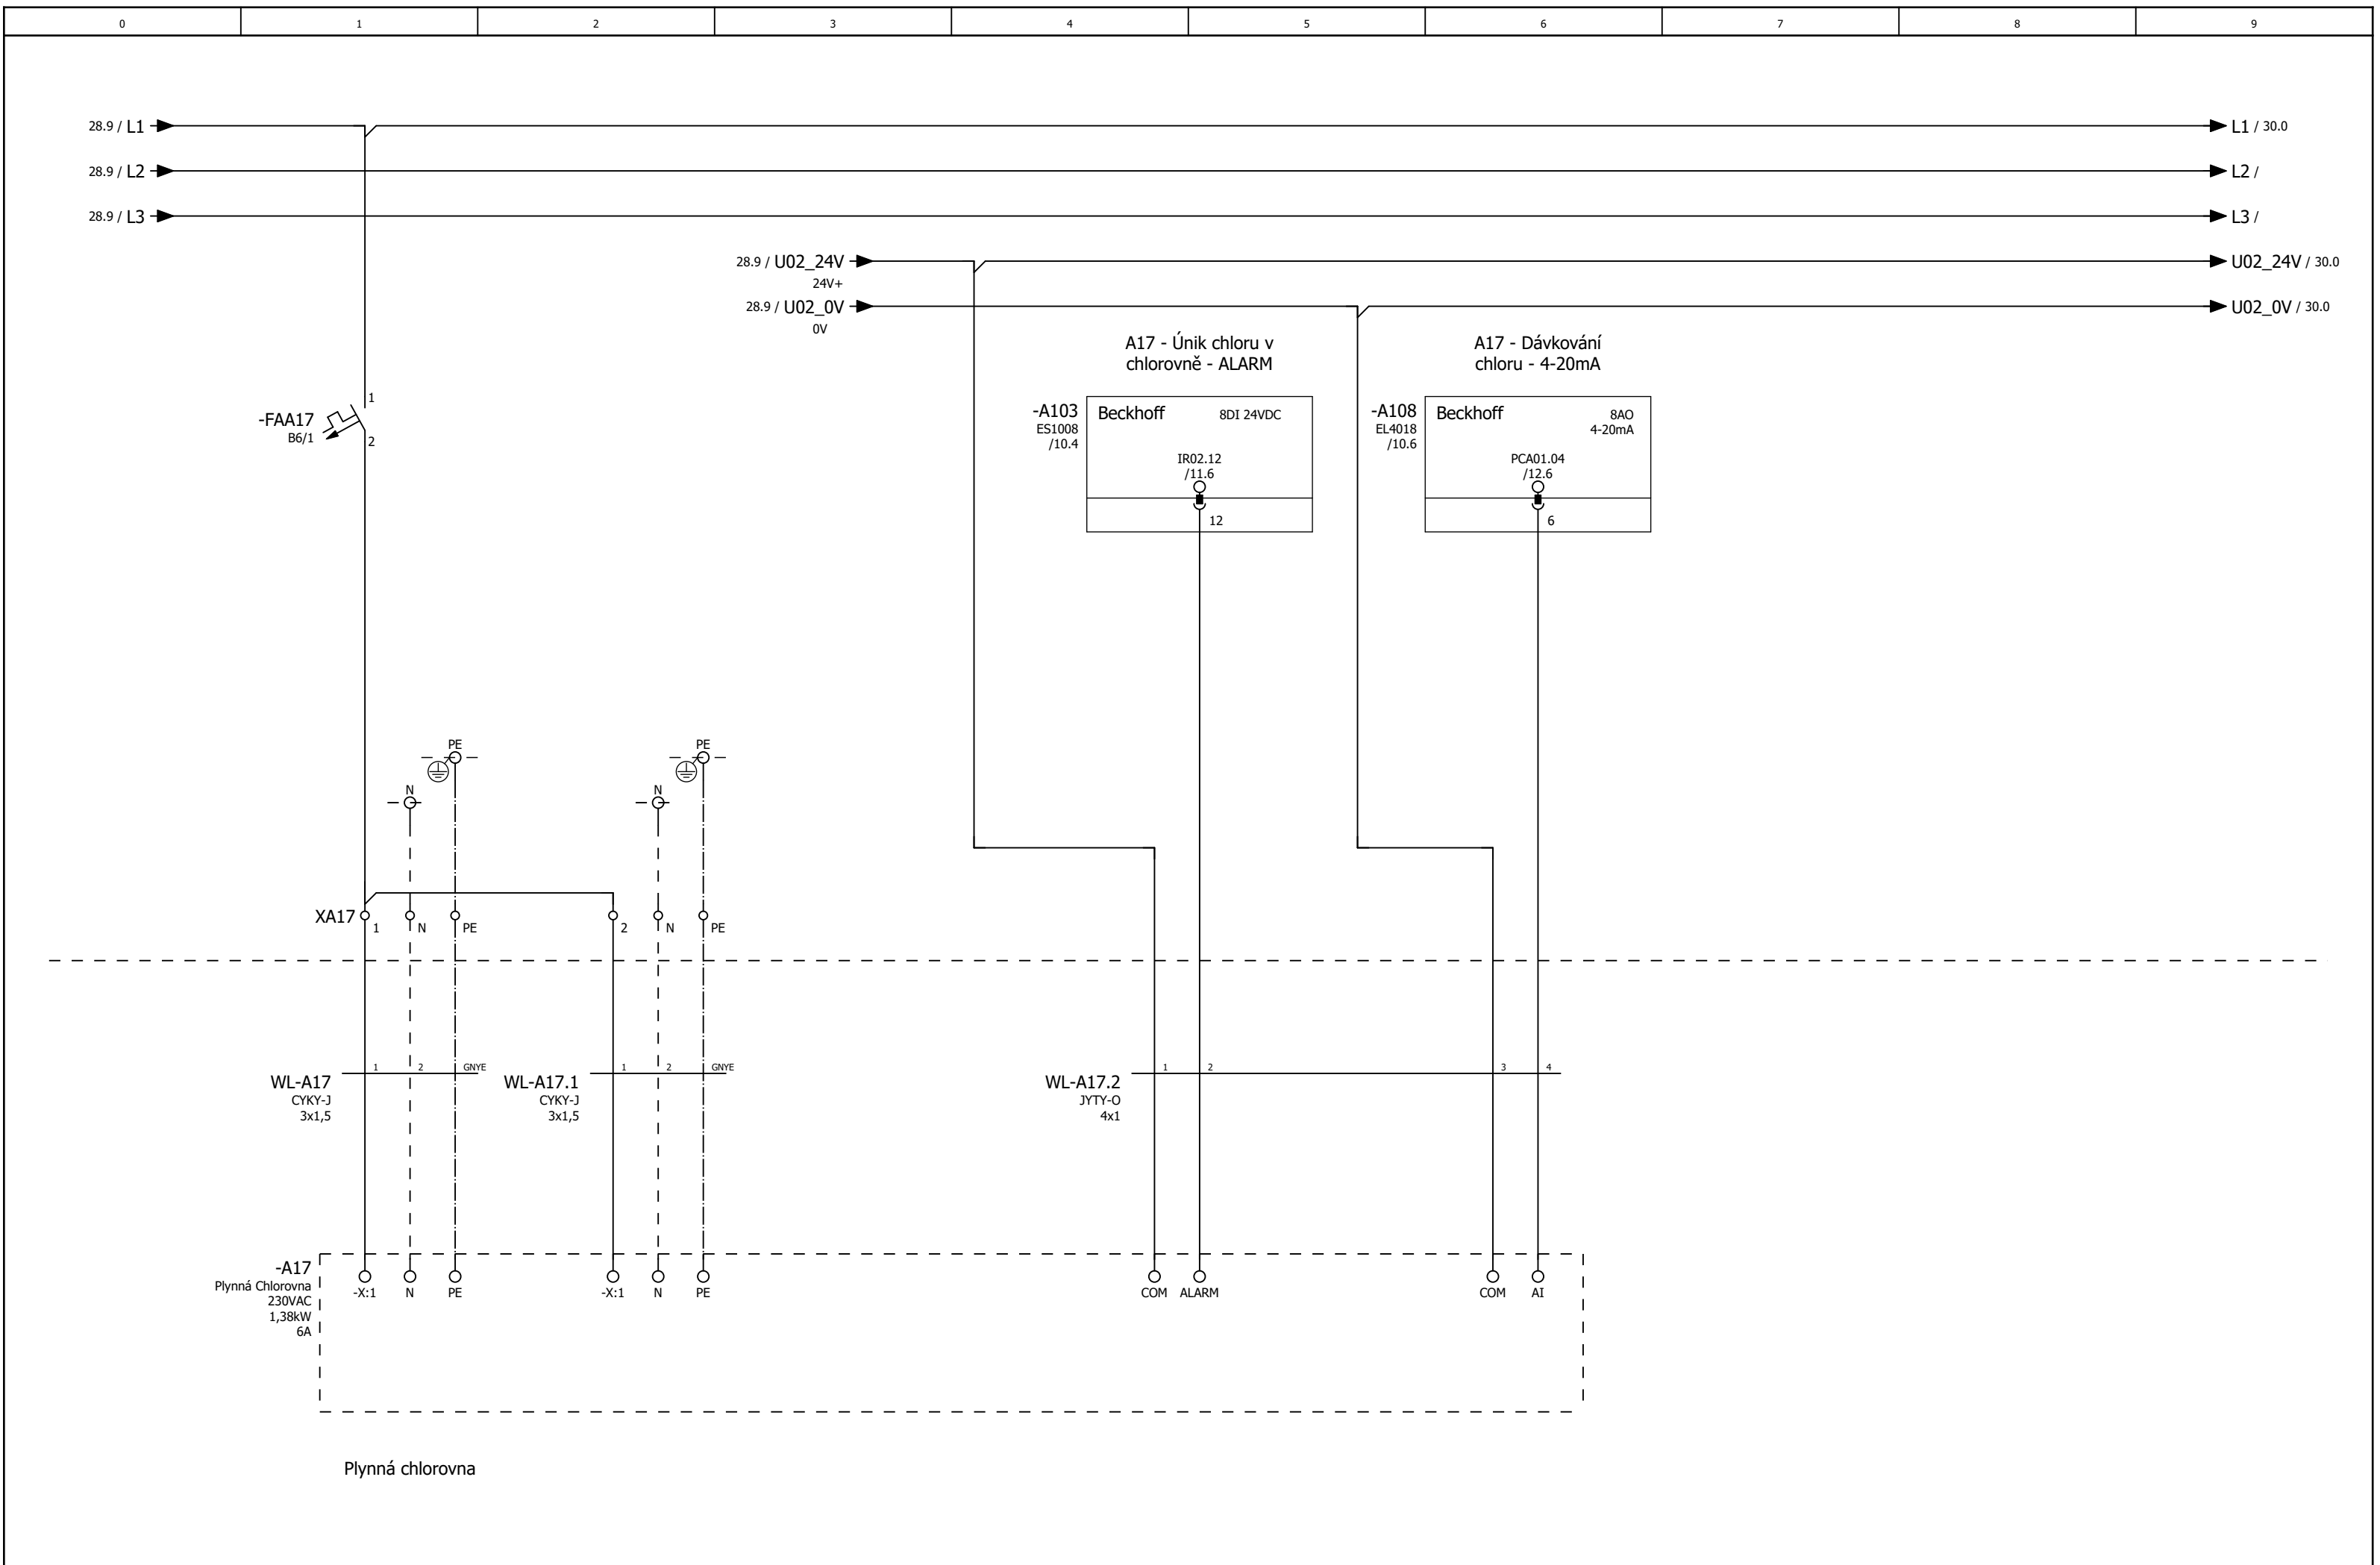 0 1 2 3 4 5 6 7 8 9
28.9 / L1
L1 / 30.0
28.9 / L2
L2 /
28.9 / L3
L3 /
28.9 / U02_24V
24V+
U02_24V / 30.0
28.9 / U02_0V
0V
U02_0V / 30.0
A17 - Únik chloru v
chlorovně - ALARM
A17 - Dávkování
chloru - 4-20mA
-FAA17
B6/1
1
2
-A103
ES1008
/10.4
Beckhoff 8DI 24VDC
IR02.12
/11.6
12
-A108
EL4018
/10.6
Beckhoff 8AO
4-20mA
PCA01.04
/12.6
6
PE PE
N N
XA17 1 N PE 2 N PE
WL-A17
CYKY-J
3x1,5
1 2 GNYE
WL-A17.1
CYKY-J
3x1,5
1 2 GNYE
WL-A17.2
JYTY-O
4x1
1 2 3 4
-A17
Plynná Chlorovna
230VAC
1,38kW
6A
-X:1 N PE -X:1 N PE COM ALARM COM AI
Plynná chlorovna